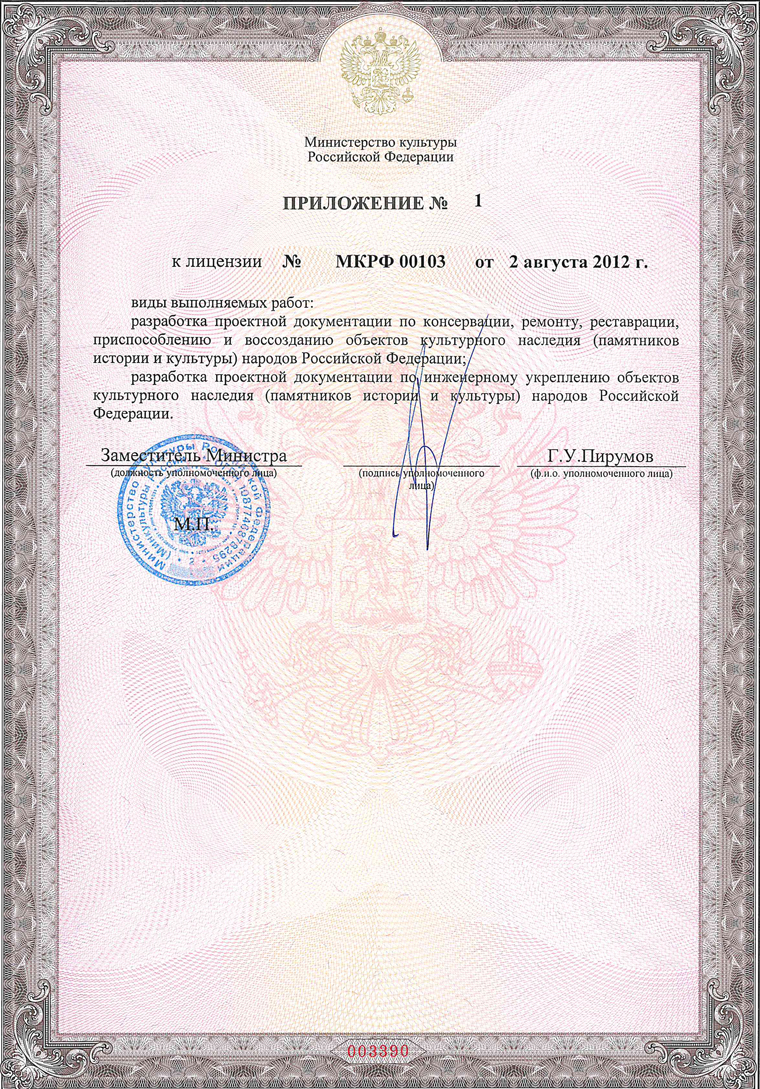 Министерство культуры
Российской Федерации
ПРИЛОЖЕНИЕ № 1
к лицензии № МКРФ 00103 от 2 августа 2012 г.
виды выполняемых работ:
разработка проектной документации по консервации, ремонту, реставрации,
приспособлению и воссозданию объектов культурного наследия (памятников
истории и культуры) народов Российской Федерации;
разработка проектной документации по инженерному укреплению объектов
культурного наследия (памятников истории и культуры) народов Российской
Федерации.
Заместитель Министра Г.У.Пирумов
(должность уполномоченного лица) (подпись уполномоченного (ф.и.о. уполномоченного лица)
лица)
Министерство культуры Российской Федерации
(Минкультуры России)
М.П.
003390